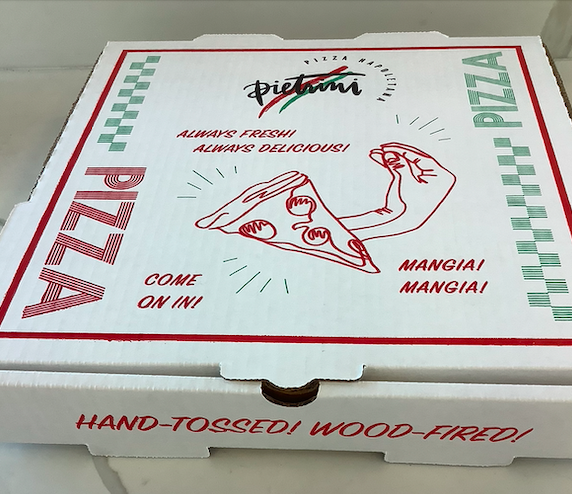 PIZZA NAPOLETANA
Pietrini
ALWAYS FRESH!
ALWAYS DELICIOUS!
PIZZA
PIZZA
COME
ON IN!
MANGIA!
MANGIA!
HAND-TOSSED! WOOD-FIRED!